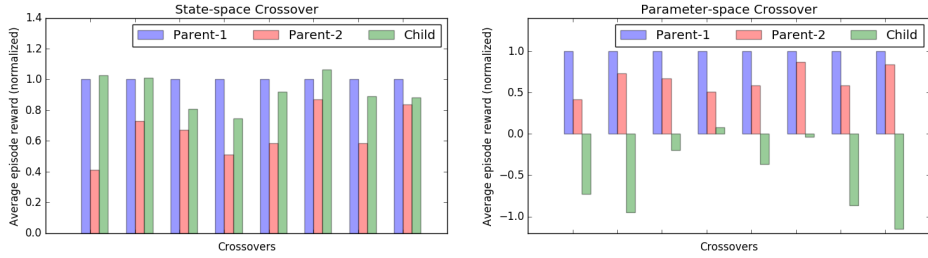 State-space Crossover
1.4
1.2
1.0
0.8
0.6
0.4
0.2
0.0
Average episode reward (normalized)
Parent-1 Parent-2 Child
Crossovers
Parameter-space Crossover
1.0
0.5
0.0
−0.5
−1.0
Average episode reward (normalized)
Parent-1 Parent-2 Child
Crossovers